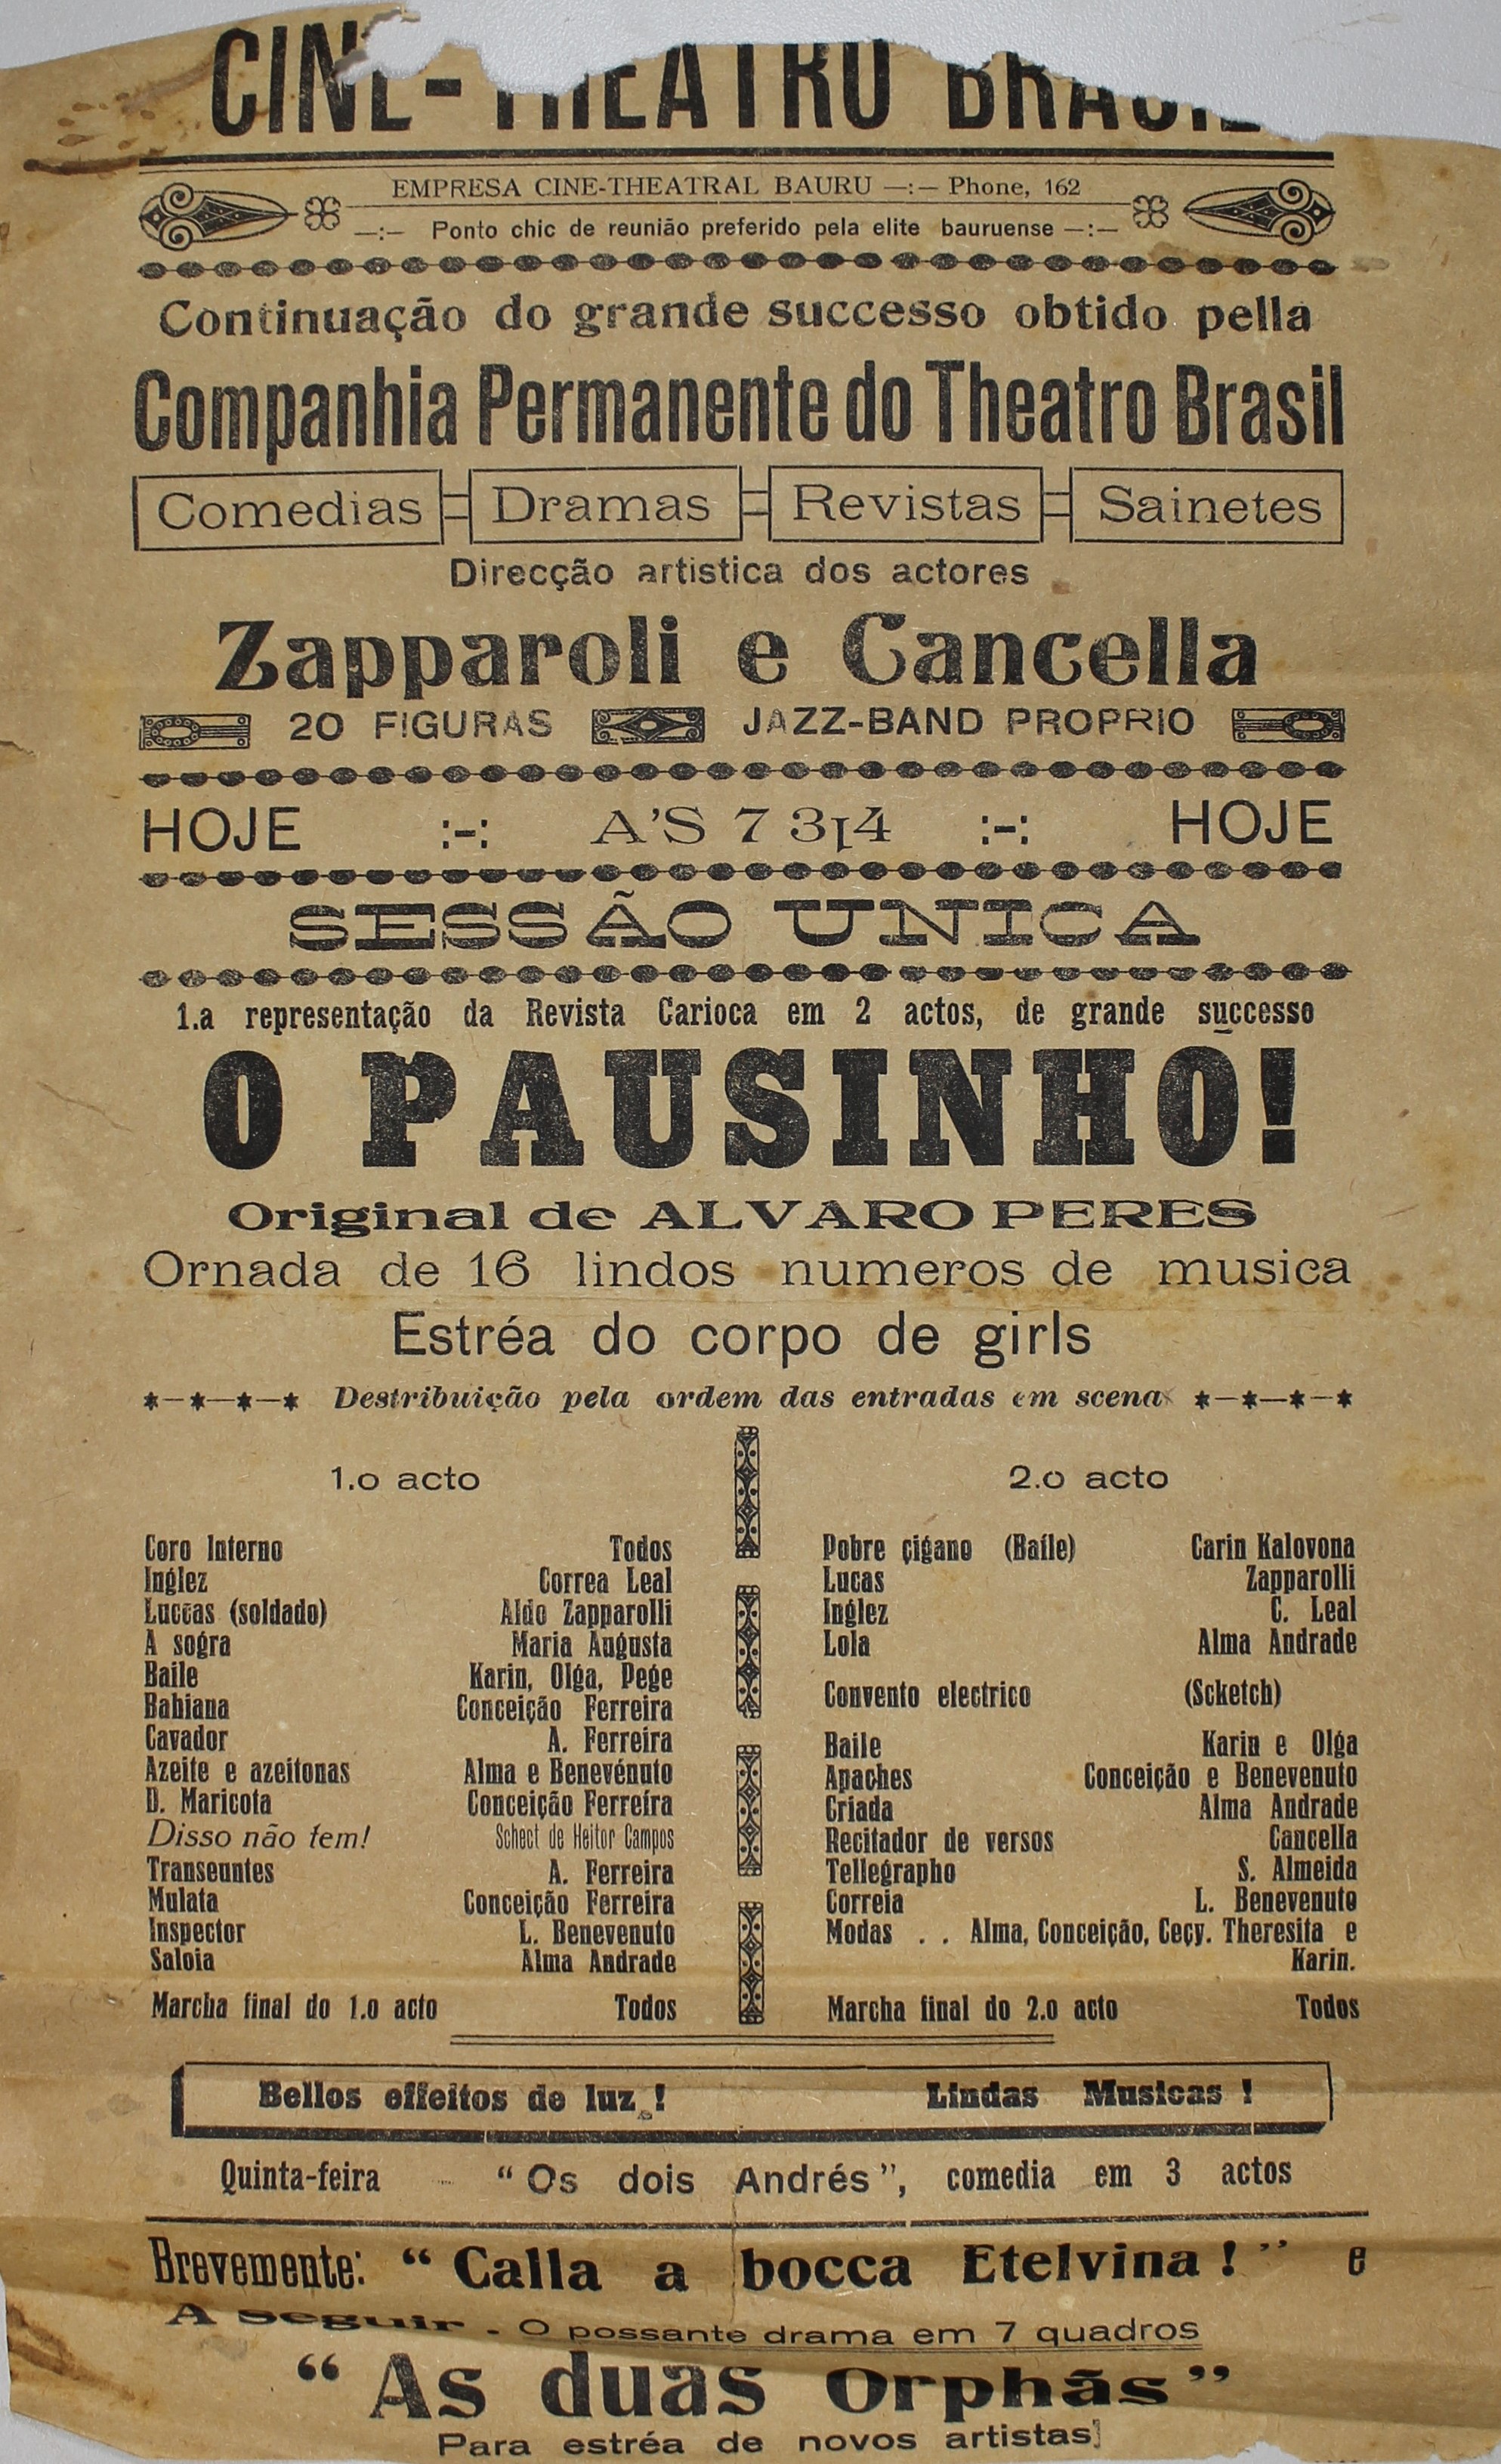 CINE-THEATRO BRASIL
EMPRESA CINE-THEATRAL BAURU —:— Phone, 162
—:— Ponto chic de reunião preferido pela elite bauruense —:—
Continuação do grande successo obtido pella
Companhia Permanente do Theatro Brasil
Comedias Dramas Revistas Sainetes
Direcção artistica dos actores
Zapparoli e Cancella
20 FIGURAS JAZZ-BAND PROPRIO
HOJE :-: A'S 7 3|4 :-: HOJE
SESSÃO UNICA
1.a representação da Revista Carioca em 2 actos, de grande successo
O PAUSINHO!
Original de ALVARO PERES
Ornada de 16 lindos numeros de musica
Estréa do corpo de girls
*—*—*—* Destribuição pela ordem das entradas em scena *—*—*—*
1.o acto
Coro Interno Todos
Inglez Correa Leal
Luccas (soldado) Aldo Zapparolli
A sogra Maria Augusta
Baile Karin, Olga, Pege
Bahiana Conceição Ferreira
Cavador A. Ferreira
Azeite e azeitonas Alma e Benevénuto
D. Maricota Conceição Ferreira
Disso não tem! Schect de Heitor Campos
Transeuntes A. Ferreira
Mulata Conceição Ferreira
Inspector L. Benevenuto
Saloia Alma Andrade
Marcha final do 1.o acto Todos
2.o acto
Pobre çigano (Baile) Carin Kalovona
Lucas Zapparolli
Inglez C. Leal
Lola Alma Andrade
Convento electrico (Scketch)
Baile Karin e Olga
Apaches Conceição e Benevenuto
Criada Alma Andrade
Recitador de versos Cancella
Tellegrapho S. Almeida
Correia L. Benevenuto
Modas . . Alma, Conceição, Ceçy. Theresita e
Karin.
Marcha final do 2.o acto Todos
Bellos effeitos de luz ! Lindas Musicas !
Quinta-feira "Os dois Andrés", comedia em 3 actos
Brevemente: "Calla a bocca Etelvina!" e
A Seguir - O possante drama em 7 quadros
"As duas Orphãs"
Para estréa de novos artistas